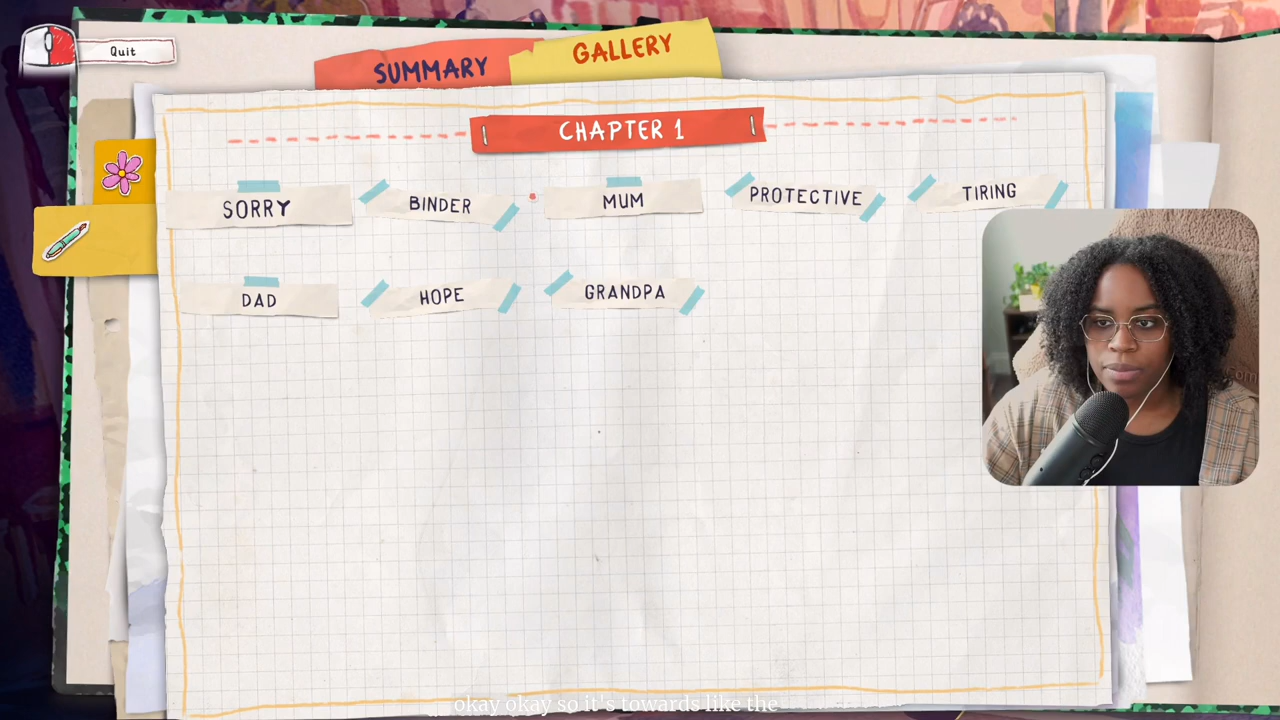 Quit
SUMMARY
GALLERY
CHAPTER 1
SORRY
BINDER
MUM
PROTECTIVE
TIRING
DAD
HOPE
GRANDPA
okay okay so it's towards like the